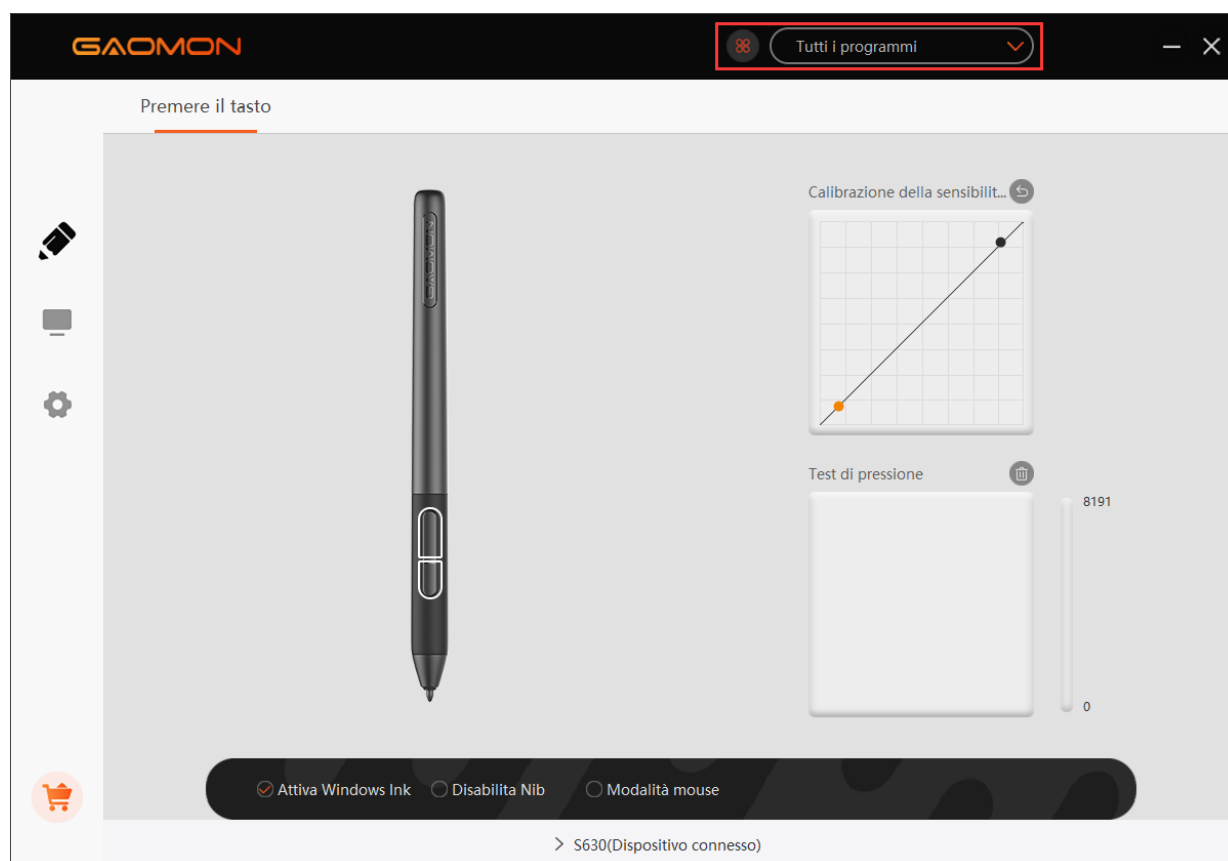 GAOMON
Tutti i programmi
Premere il tasto
Calibrazione della sensibilit...
GAOMON
Test di pressione
8191
0
Attiva Windows Ink
Disabilita Nib
Modalità mouse
S630(Dispositivo connesso)